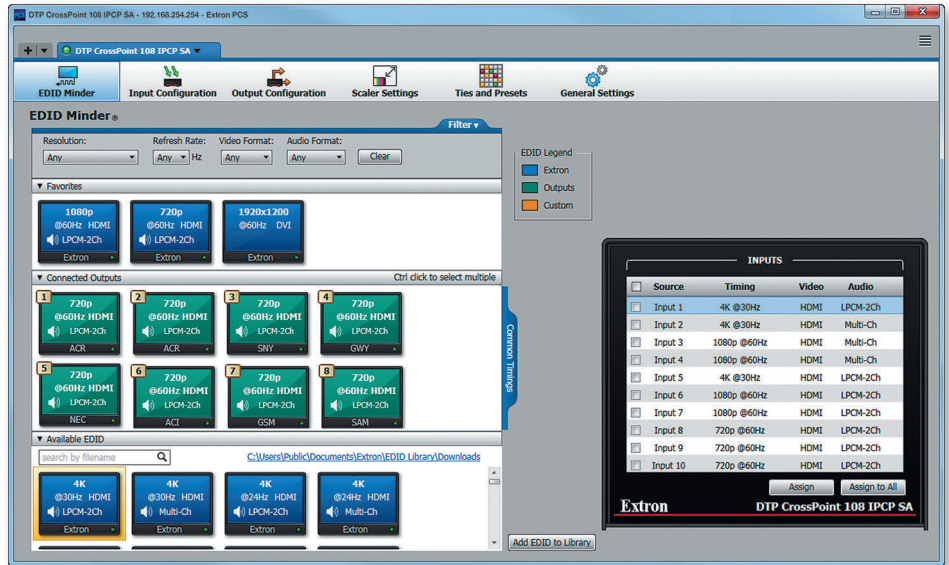 PCS DTP CrossPoint 108 IPCP SA - 192.168.254.254 - Extron PCS
DTP CrossPoint 108 IPCP SA
EDID Minder
Input Configuration
Output Configuration
Scaler Settings
Ties and Presets
General Settings
EDID Minder®
Filter
Resolution: Refresh Rate: Video Format: Audio Format:
Any Any Hz Any Any Clear
Favorites
1080p 720p 1920x1200
@60Hz HDMI @60Hz HDMI @60Hz DVI
LPCM-2Ch LPCM-2Ch
Extron Extron Extron
Connected Outputs Ctrl click to select multiple
1 2 3 4
720p 720p 720p 720p
@60Hz HDMI @60Hz HDMI @60Hz HDMI @60Hz HDMI
LPCM-2Ch LPCM-2Ch LPCM-2Ch LPCM-2Ch
ACR ACR SNY GWY
5 6 7 8
720p 720p 720p 720p
@60Hz HDMI @60Hz HDMI @60Hz HDMI @60Hz HDMI
LPCM-2Ch LPCM-2Ch LPCM-2Ch LPCM-2Ch
NEC ACI GSM SAM
Available EDID
search by filename C:\Users\Public\Documents\Extron\EDID Library\Downloads
4K 4K 4K 4K
@30Hz HDMI @30Hz HDMI @24Hz HDMI @24Hz HDMI
LPCM-2Ch Multi-Ch LPCM-2Ch Multi-Ch
Extron Extron Extron Extron
Common Timings
EDID Legend
Extron
Outputs
Custom
Add EDID to Library
INPUTS
Source Timing Video Audio
Input 1 4K @30Hz HDMI LPCM-2Ch
Input 2 4K @30Hz HDMI Multi-Ch
Input 3 1080p @60Hz HDMI Multi-Ch
Input 4 1080p @60Hz HDMI Multi-Ch
Input 5 4K @30Hz HDMI LPCM-2Ch
Input 6 1080p @60Hz HDMI LPCM-2Ch
Input 7 1080p @60Hz HDMI LPCM-2Ch
Input 8 720p @60Hz HDMI LPCM-2Ch
Input 9 720p @60Hz HDMI LPCM-2Ch
Input 10 720p @60Hz HDMI LPCM-2Ch
Assign Assign to All
Extron DTP CrossPoint 108 IPCP SA